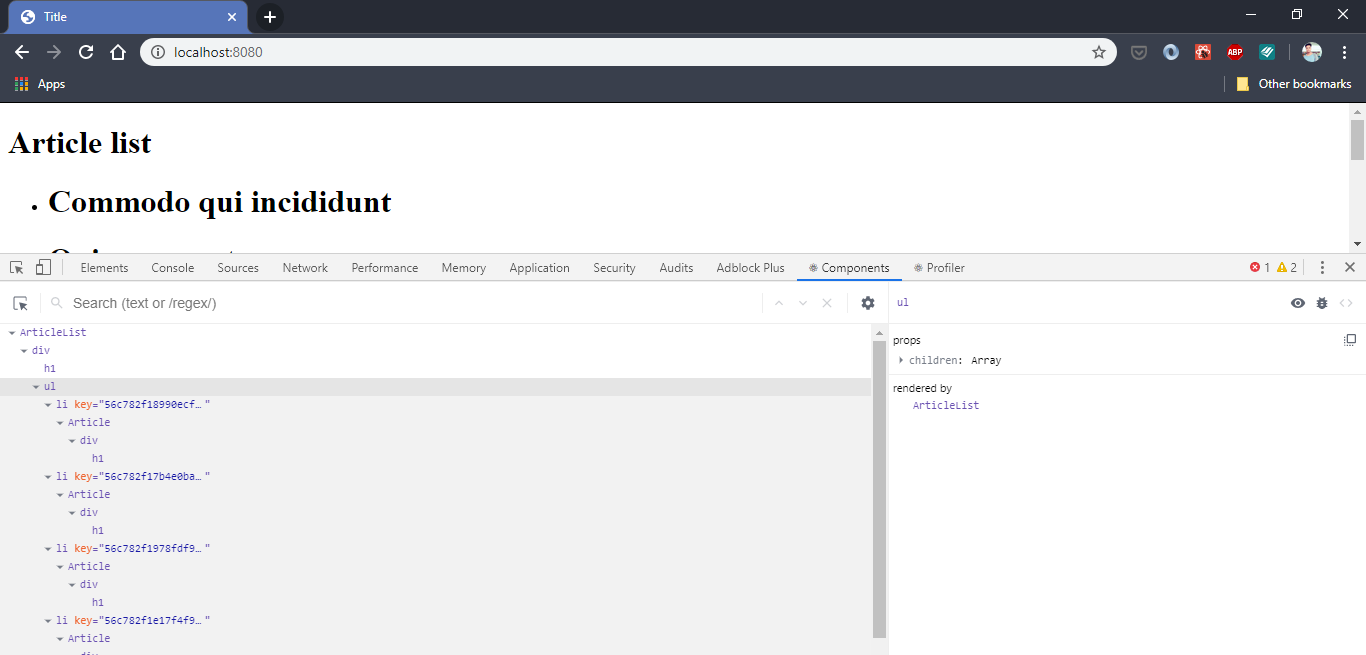 Title
localhost:8080
ABP
Apps
Other bookmarks
Article list
Commodo qui incididunt
Elements Console Sources Network Performance Memory Application Security Audits Adblock Plus Components Profiler 1 2
Search (text or /regex/)
ul
ArticleList
div
h1
ul
li key="56c782f18990ecf…"
Article
div
h1
li key="56c782f17b4e0ba…"
Article
div
h1
li key="56c782f1978fdf9…"
Article
div
h1
li key="56c782f1e17f4f9…"
Article
div
props
children: Array
rendered by
ArticleList